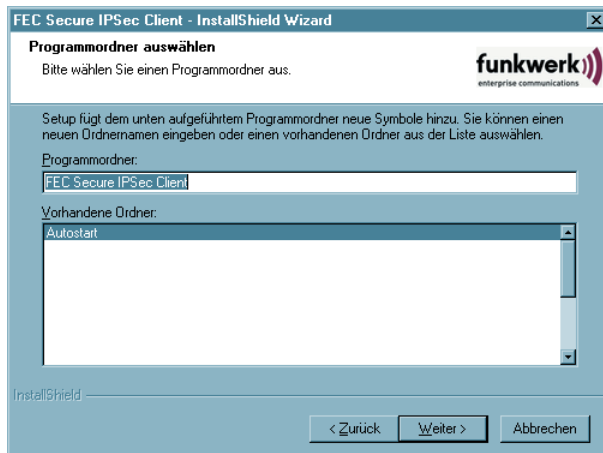 FEC Secure IPSec Client - InstallShield Wizard
Programmordner auswählen
Bitte wählen Sie einen Programmordner aus.
funkwerk
enterprise communications
Setup fügt dem unten aufgeführtem Programmordner neue Symbole hinzu. Sie können einen
neuen Ordnernamen eingeben oder einen vorhandenen Ordner aus der Liste auswählen.
Programmordner:
FEC Secure IPSec Client
Vorhandene Ordner:
Autostart
InstallShield
< Zurück
Weiter >
Abbrechen